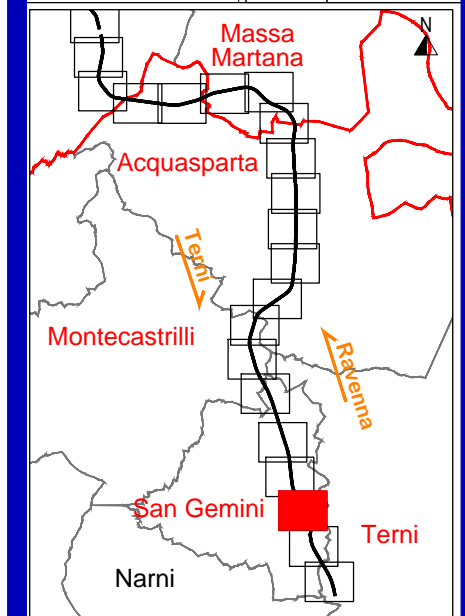 N
Massa
Martana
Acquasparta
Terni
Montecastrilli
Ravenna
San Gemini
Terni
Narni